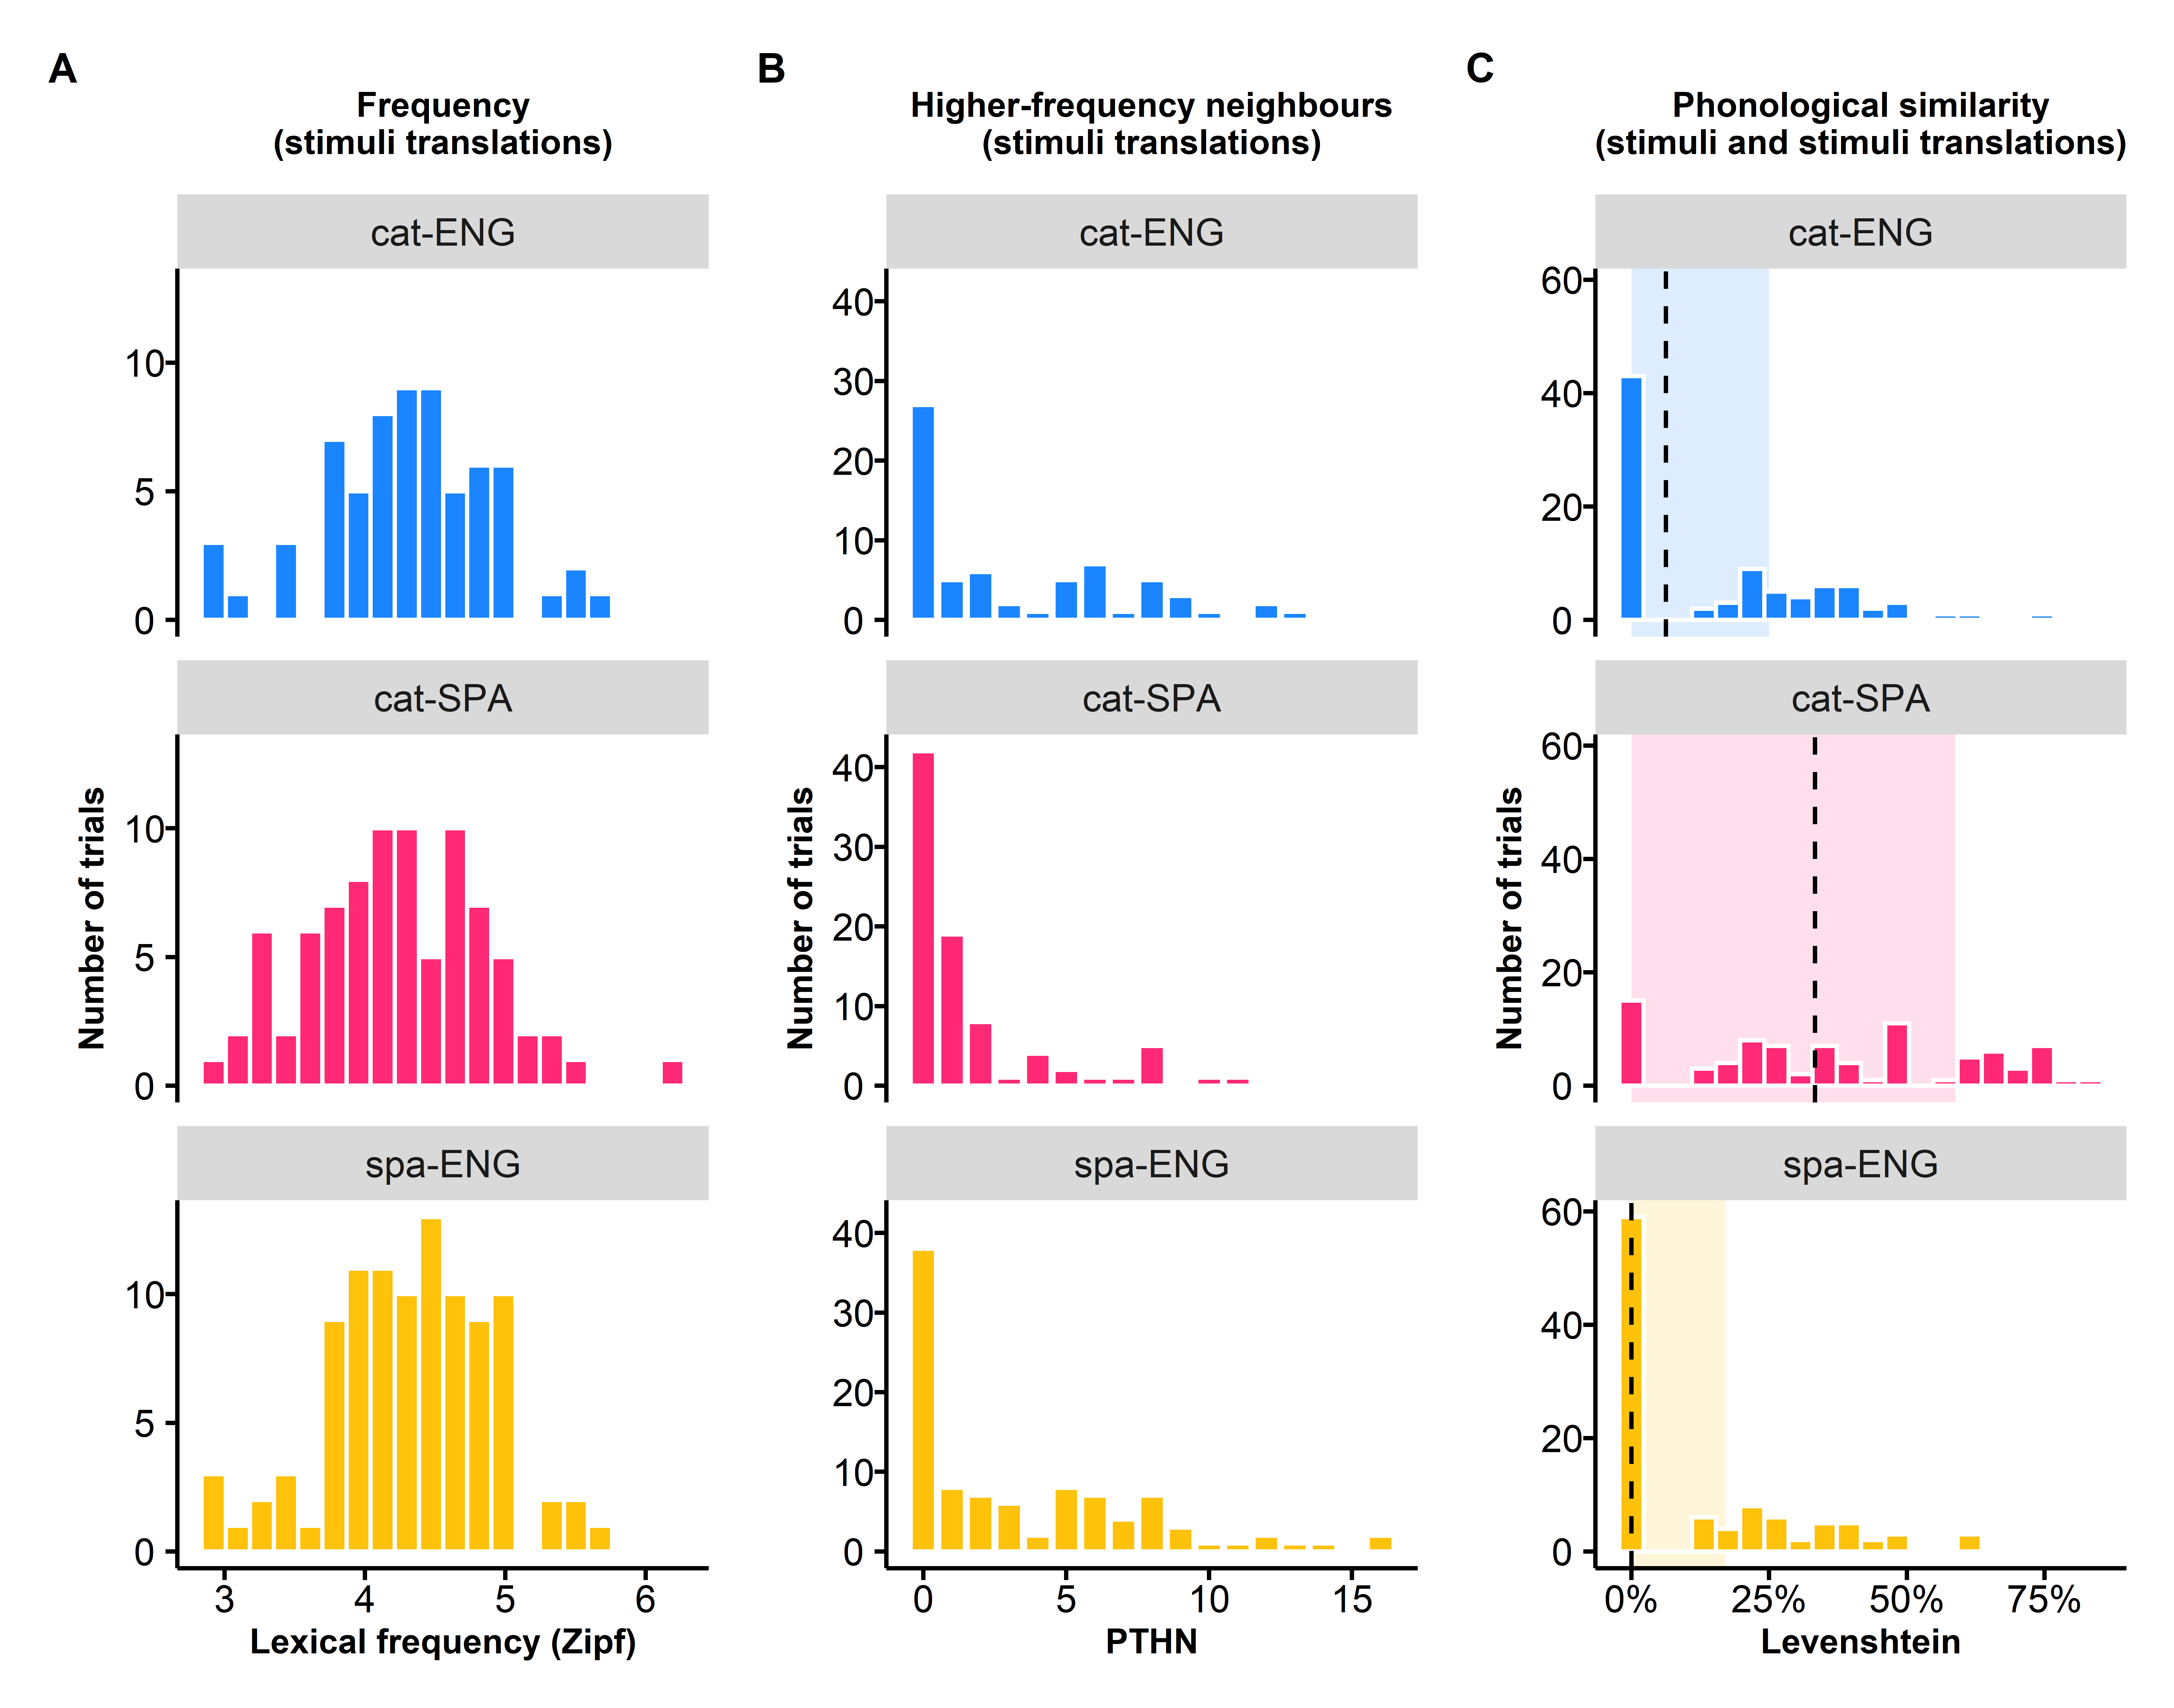 A
Frequency
(stimuli translations)
cat-ENG
10
5
0
cat-SPA
10
5
0
spa-ENG
10
5
0
3 4 5 6
Lexical frequency (Zipf)
Number of trials
B
Higher-frequency neighbours
(stimuli translations)
cat-ENG
40
30
20
10
0
cat-SPA
40
30
20
10
0
spa-ENG
40
30
20
10
0
0 5 10 15
PTHN
Number of trials
C
Phonological similarity
(stimuli and stimuli translations)
cat-ENG
60
40
20
0
cat-SPA
60
40
20
0
spa-ENG
60
40
20
0
0% 25% 50% 75%
Levenshtein
Number of trials